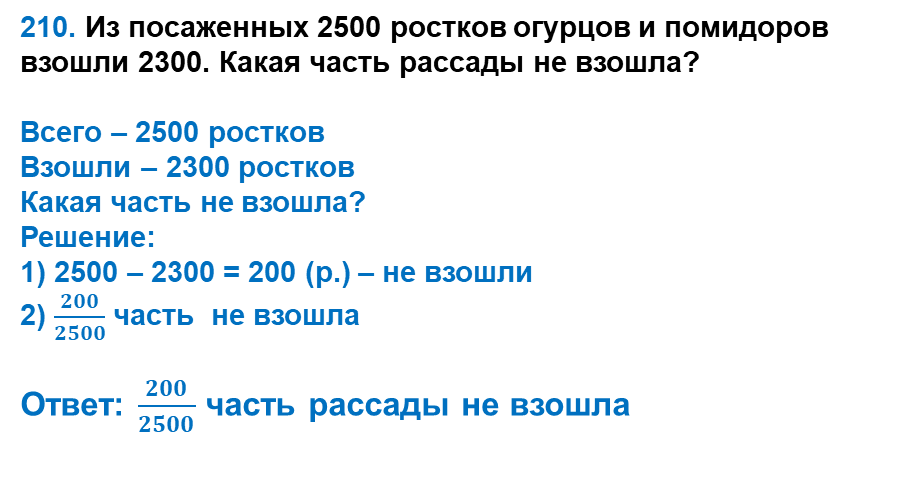 210. Из посаженных 2500 ростков огурцов и помидоров
взошли 2300. Какая часть рассады не взошла?
Всего – 2500 ростков
Взошли – 2300 ростков
Какая часть не взошла?
Решение:
1) 2500 – 2300 = 200 (р.) – не взошли
2) 200/2500 часть не взошла
Ответ: 200/2500 часть рассады не взошла